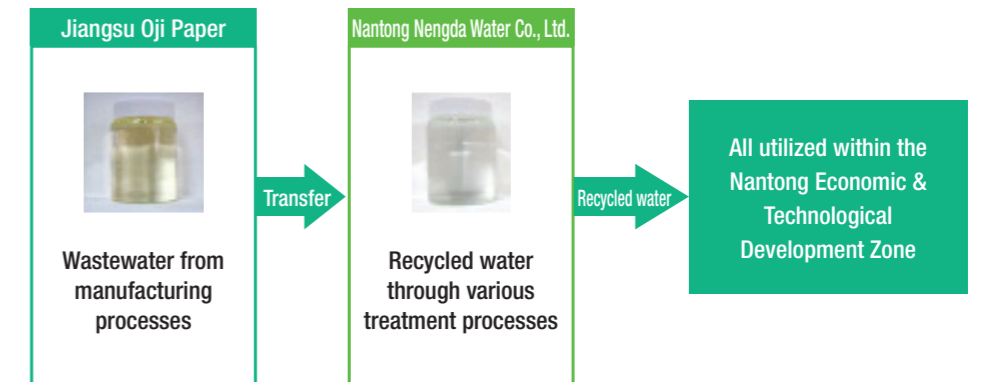 Jiangsu Oji Paper
Wastewater from
manufacturing
processes
Transfer
Nantong Nengda Water Co., Ltd.
Recycled water
through various
treatment processes
Recycled water
All utilized within the
Nantong Economic &
Technological
Development Zone